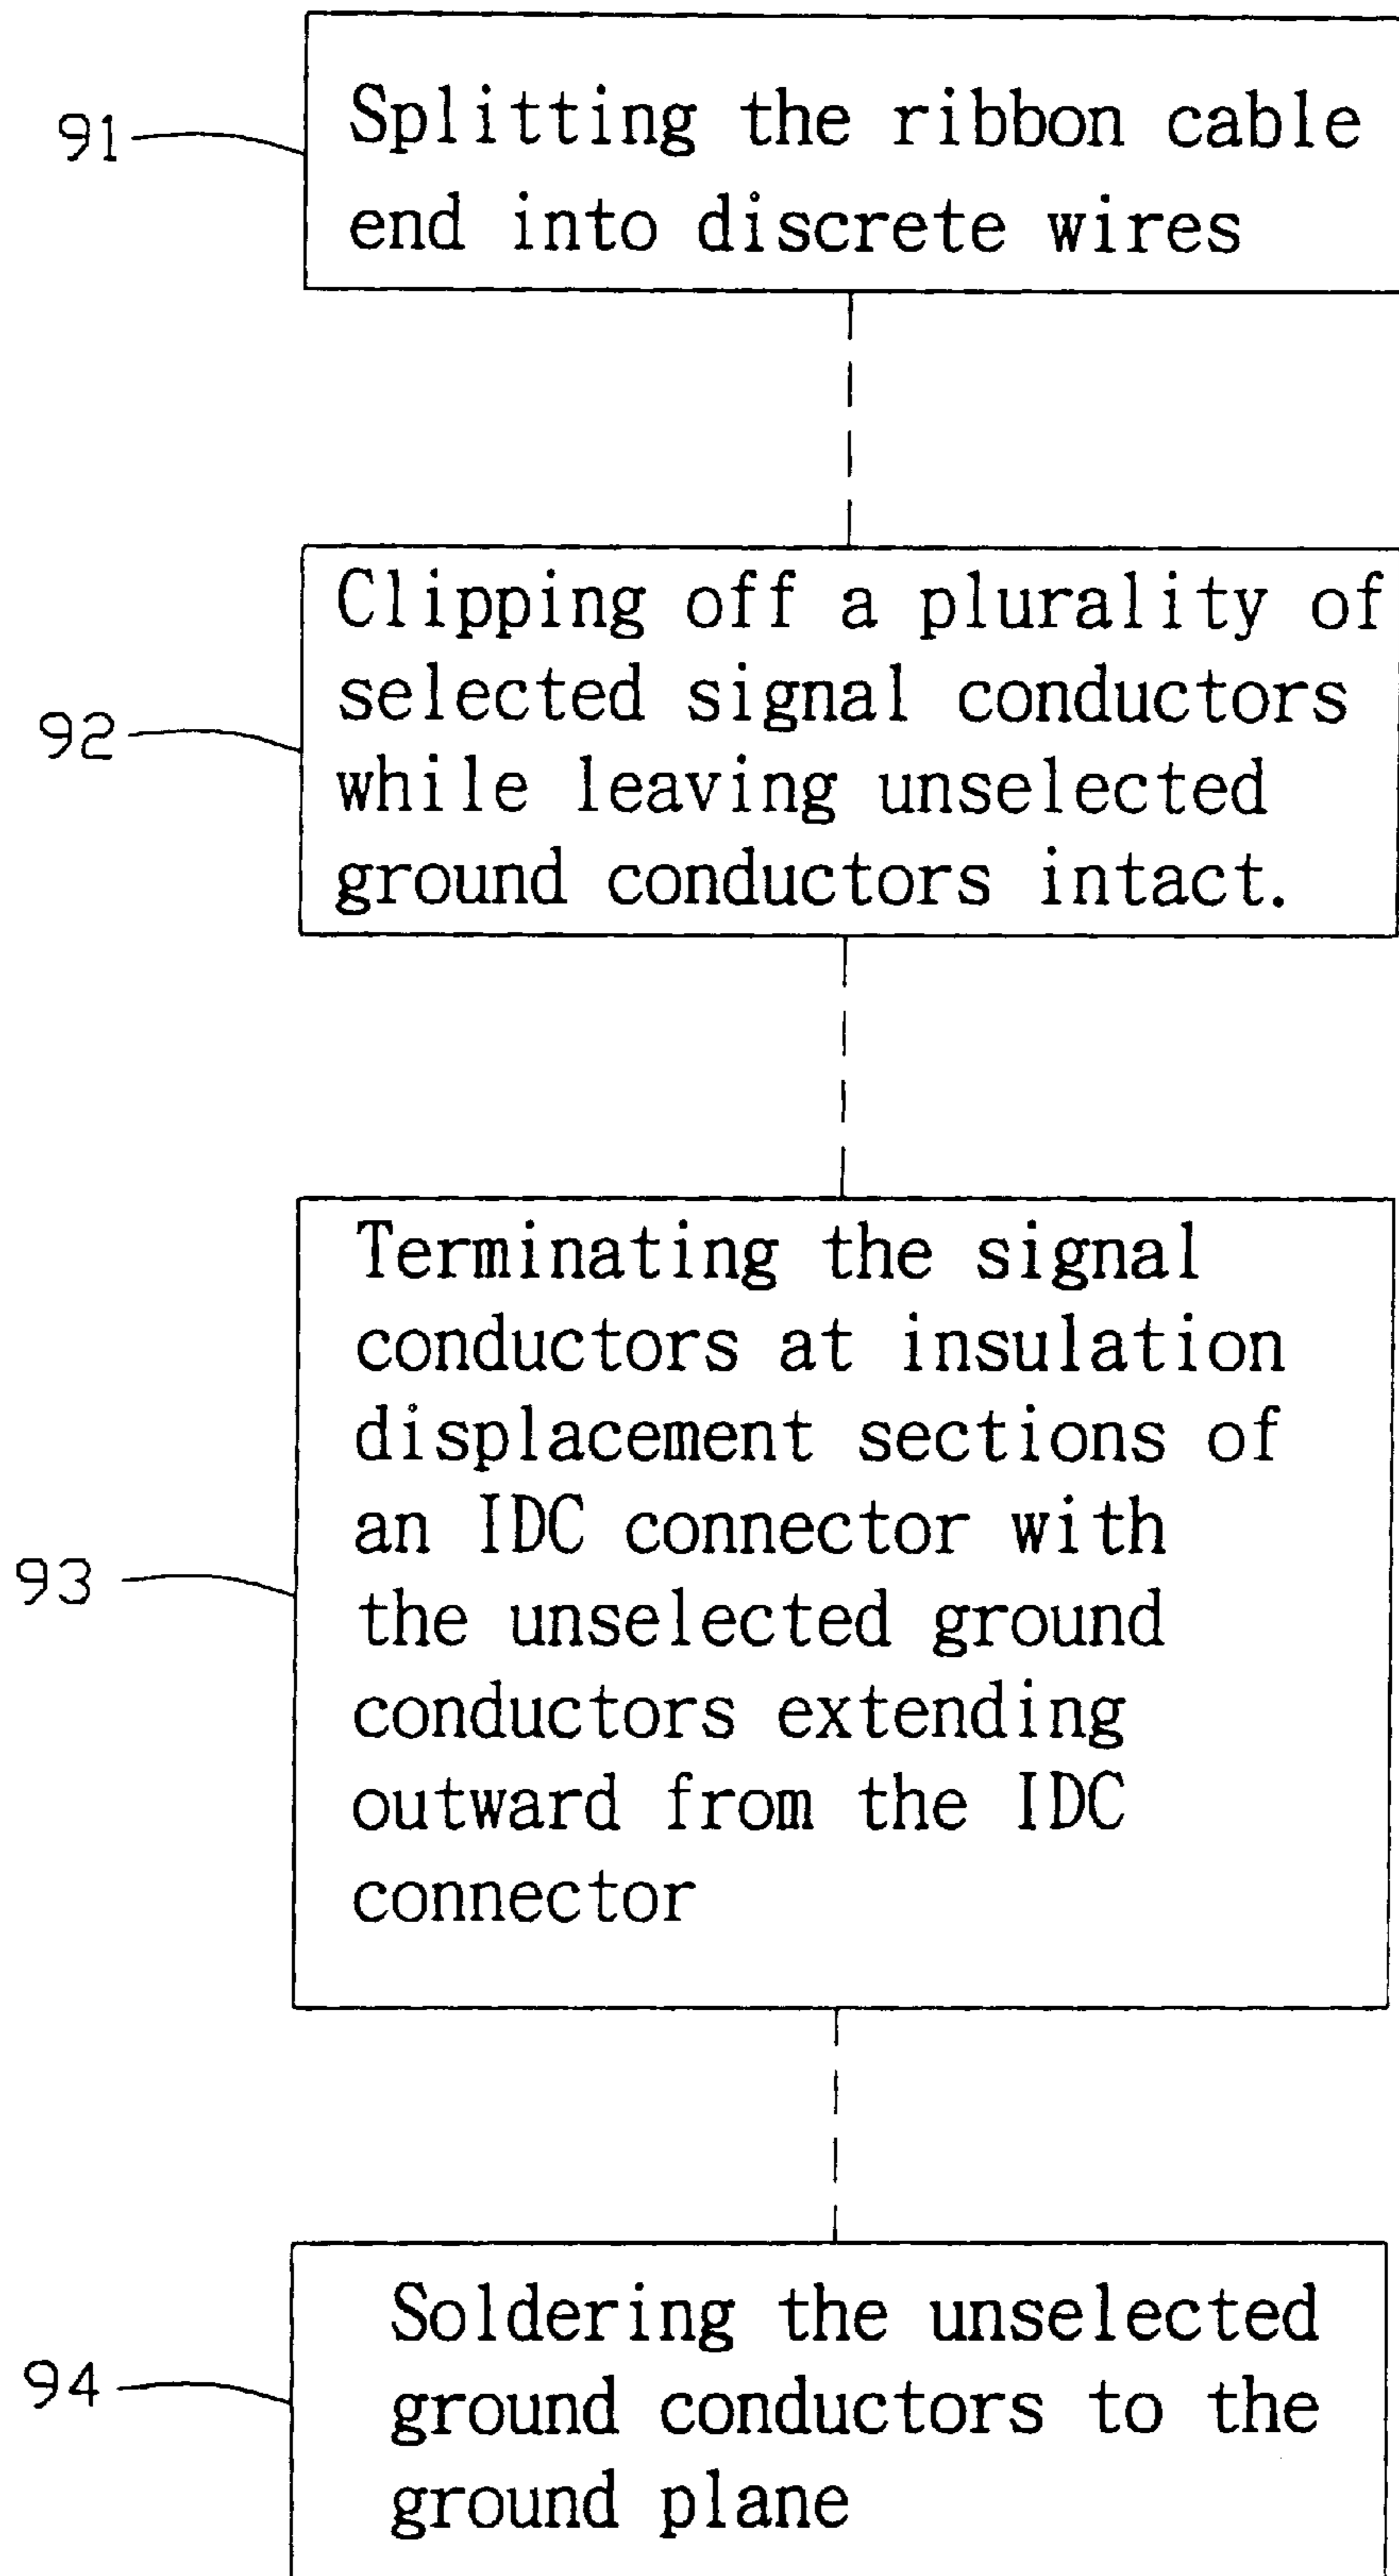 91
Splitting the ribbon cable
end into discrete wires
92
Clipping off a plurality of
selected signal conductors
while leaving unselected
ground conductors intact.
93
Terminating the signal
conductors at insulation
displacement sections of
an IDC connector with
the unselected ground
conductors extending
outward from the IDC
connector
94
Soldering the unselected
ground conductors to the
ground plane